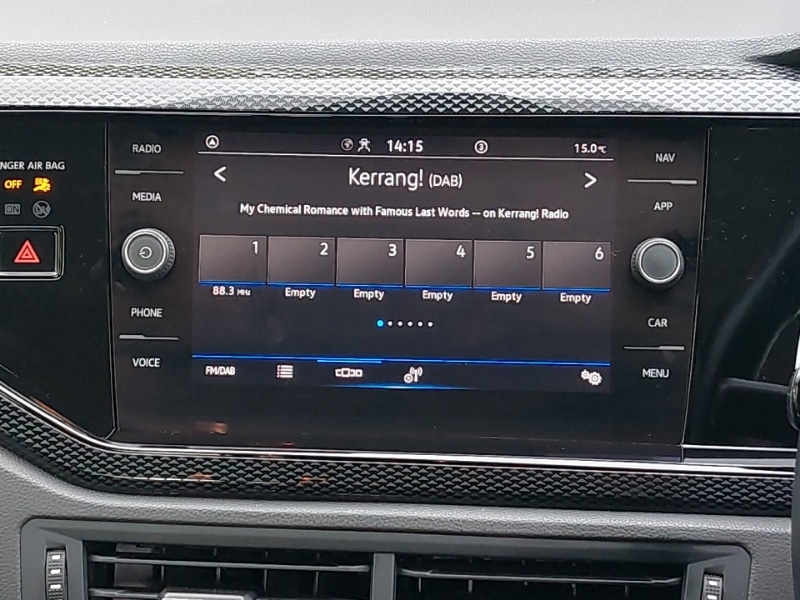 NGER AIR BAG
OFF
ON
RADIO
MEDIA
PHONE
VOICE
14:15
3
15.0℃
< Kerrang! (DAB) >
My Chemical Romance with Famous Last Words -- on Kerrang! Radio
1 2 3 4 5 6
88.3 MHz Empty Empty Empty Empty Empty
FM/DAB
NAV
APP
CAR
MENU